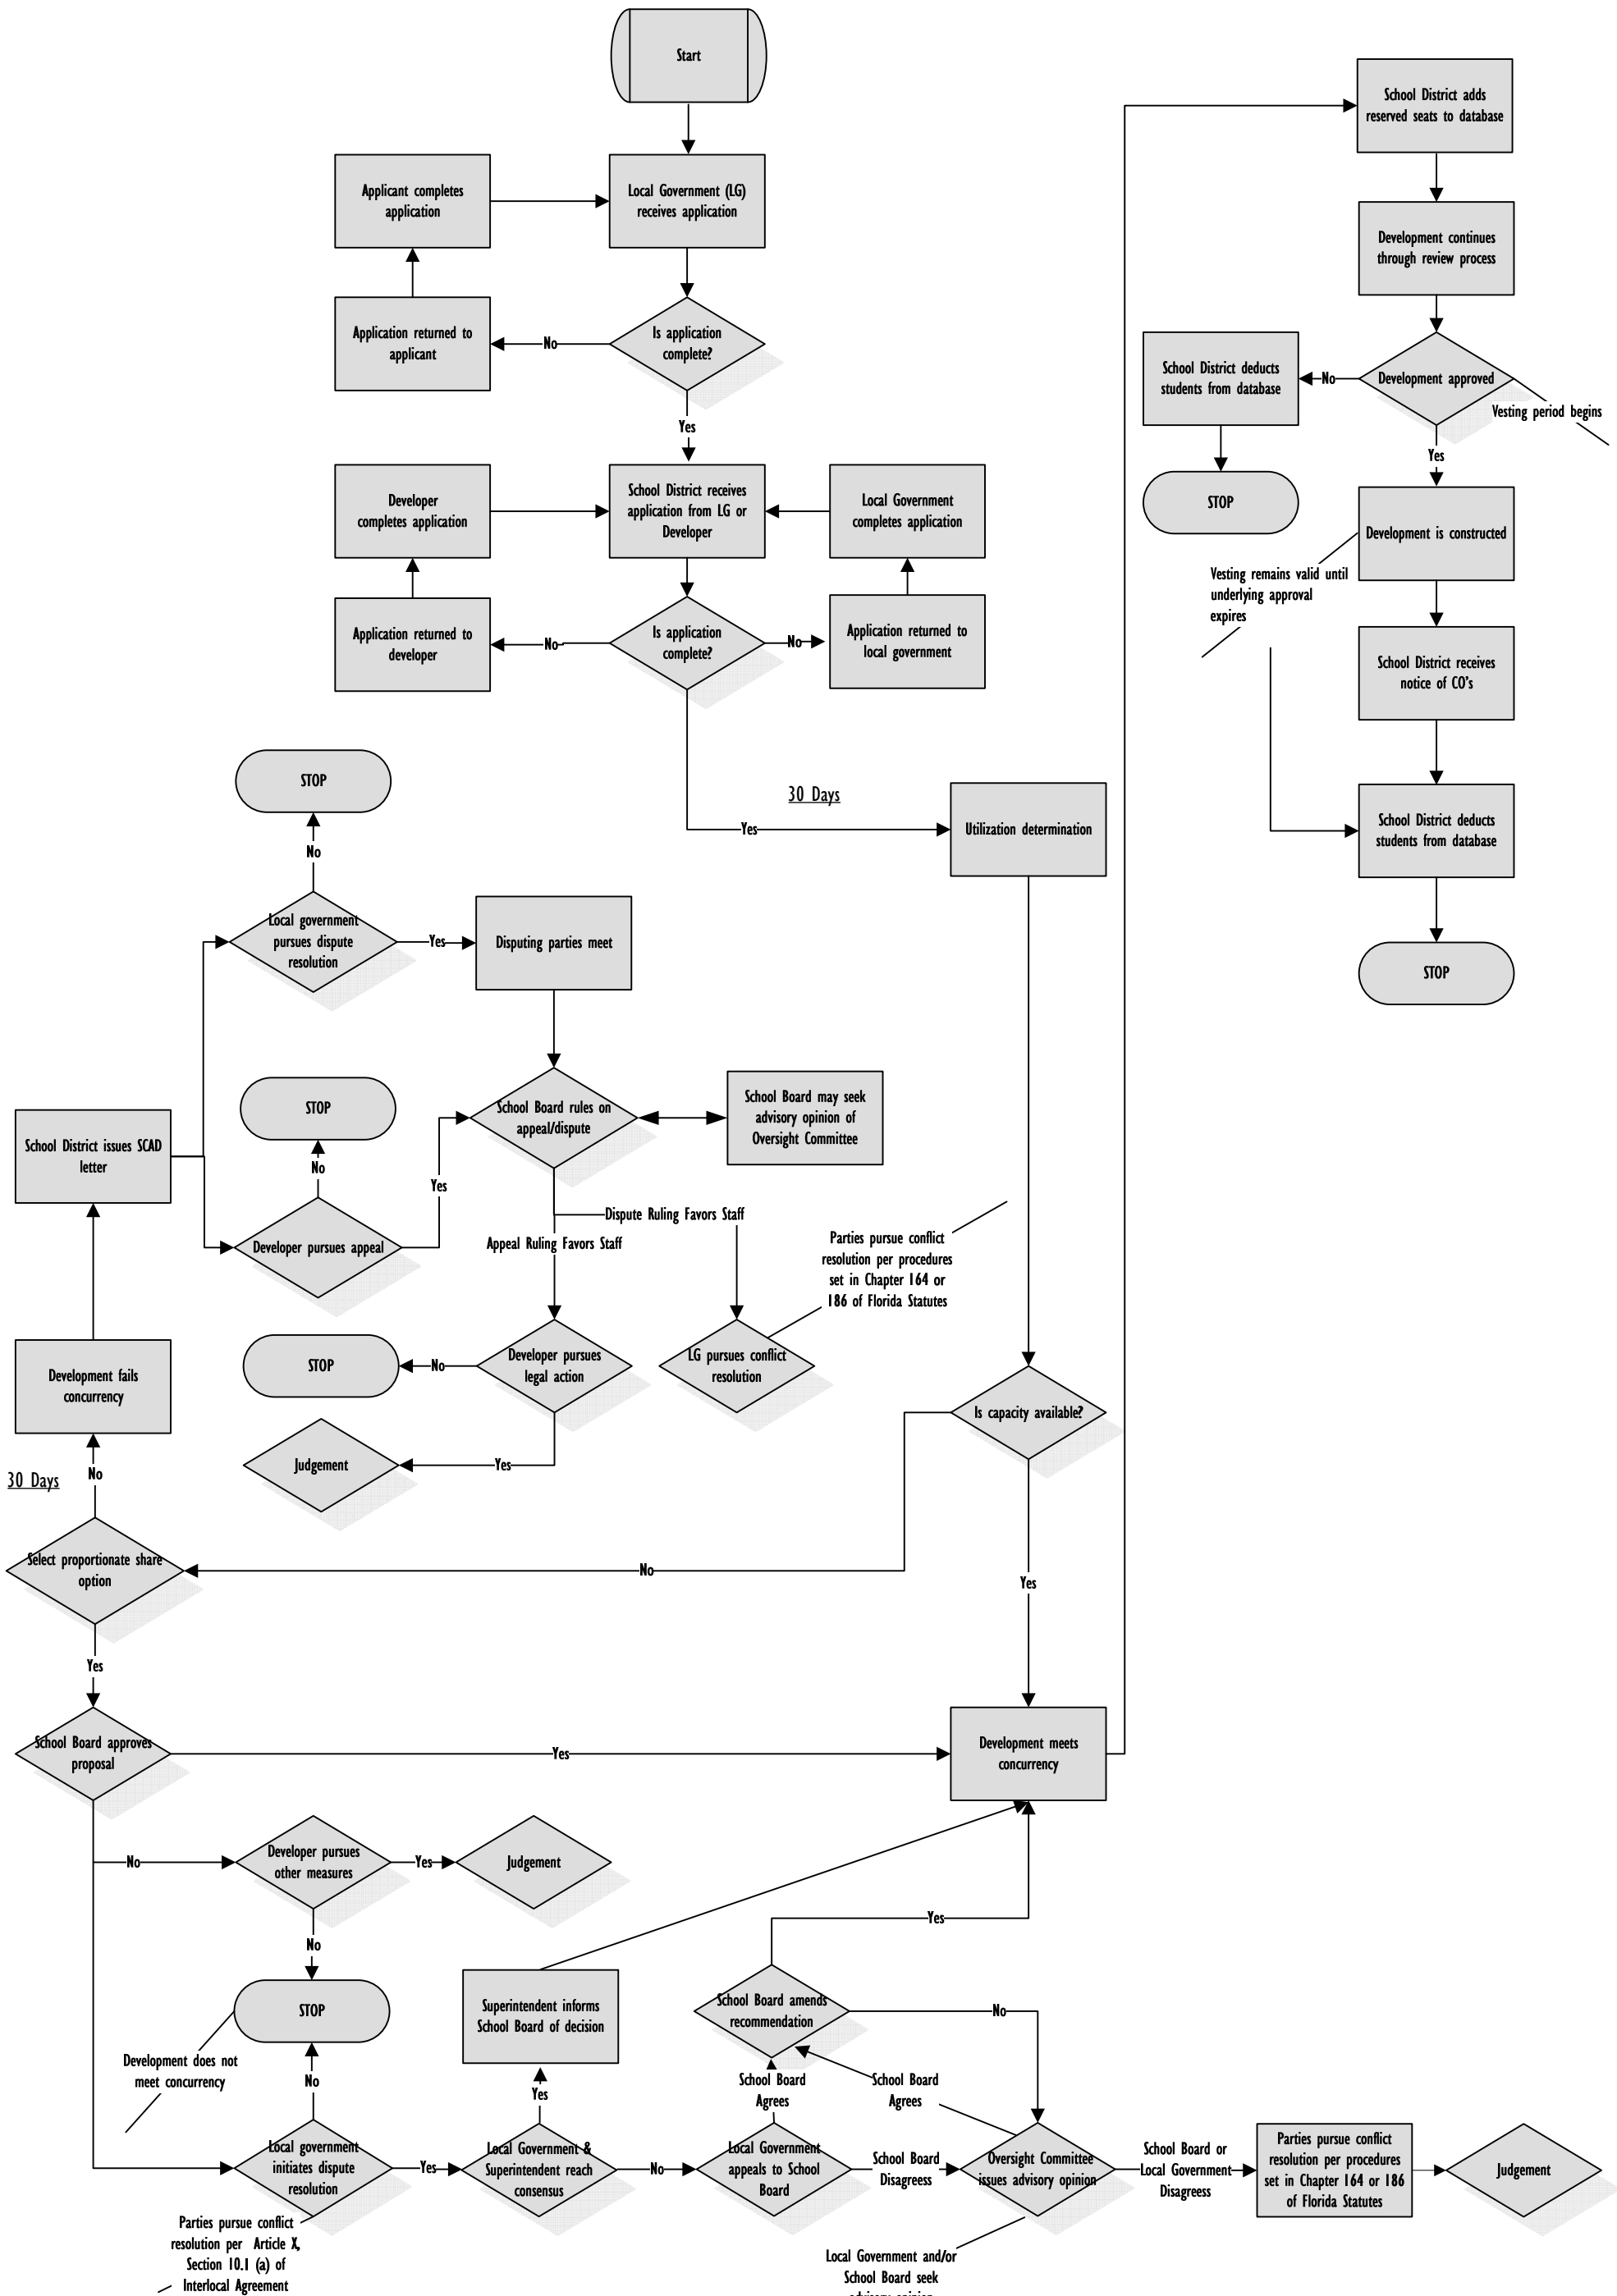 Start
Applicant completes
application
Local Government (LG)
receives application
Application returned to
applicant
No
Is application
complete?
Yes
Developer
completes application
School District receives
application from LG or
Developer
Local Government
completes application
Application returned to
developer
No
Is application
complete?
No
Application returned to
local government
30 Days
Yes
Utilization determination
School District adds
reserved seats to database
Development continues
through review process
School District deducts
students from database
No
Development approved
Vesting period begins
Yes
STOP
Development is constructed
Vesting remains valid until
underlying approval
expires
School District receives
notice of CO's
School District deducts
students from database
STOP
STOP
No
Local government
pursues dispute
resolution
Yes
Disputing parties meet
School District issues SCAD
letter
STOP
No
Developer pursues appeal
Yes
School Board rules on
appeal/dispute
School Board may seek
advisory opinion of
Oversight Committee
Dispute Ruling Favors Staff
Appeal Ruling Favors Staff
Parties pursue conflict
resolution per procedures
set in Chapter 164 or
186 of Florida Statutes
Development fails
concurrency
STOP
No
Developer pursues
legal action
LG pursues conflict
resolution
Judgement
Yes
Is capacity available?
30 Days
No
Select proportionate share
option
No
Yes
Yes
School Board approves
proposal
Yes
Development meets
concurrency
No
Developer pursues
other measures
Yes
Judgement
No
STOP
Development does not
meet concurrency
No
Superintendent informs
School Board of decision
Yes
Yes
School Board amends
recommendation
No
School Board
Agrees
School Board
Agrees
Local government
initiates dispute
resolution
Yes
Local Government &
Superintendent reach
consensus
No
Local Government
appeals to School
Board
School Board
Disagreess
Oversight Committee
issues advisory opinion
School Board or
Local Government
Disagreess
Parties pursue conflict
resolution per procedures
set in Chapter 164 or 186
of Florida Statutes
Judgement
Parties pursue conflict
resolution per Article X,
Section 10.1 (a) of
Interlocal Agreement
Local Government and/or
School Board seek